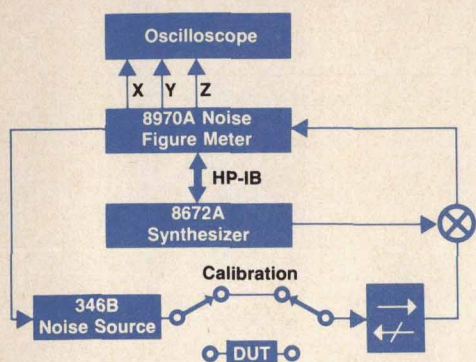 Oscilloscope
X Y Z
8970A Noise
Figure Meter
HP-IB
8672A
Synthesizer
Calibration
346B
Noise Source
DUT